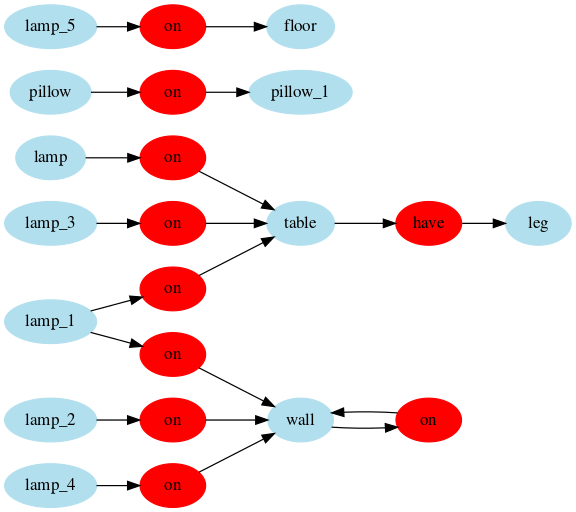 lamp_5 on floor
pillow on pillow_1
lamp on
lamp_3 on table have leg
on
lamp_1
on
lamp_2 on wall on
lamp_4 on